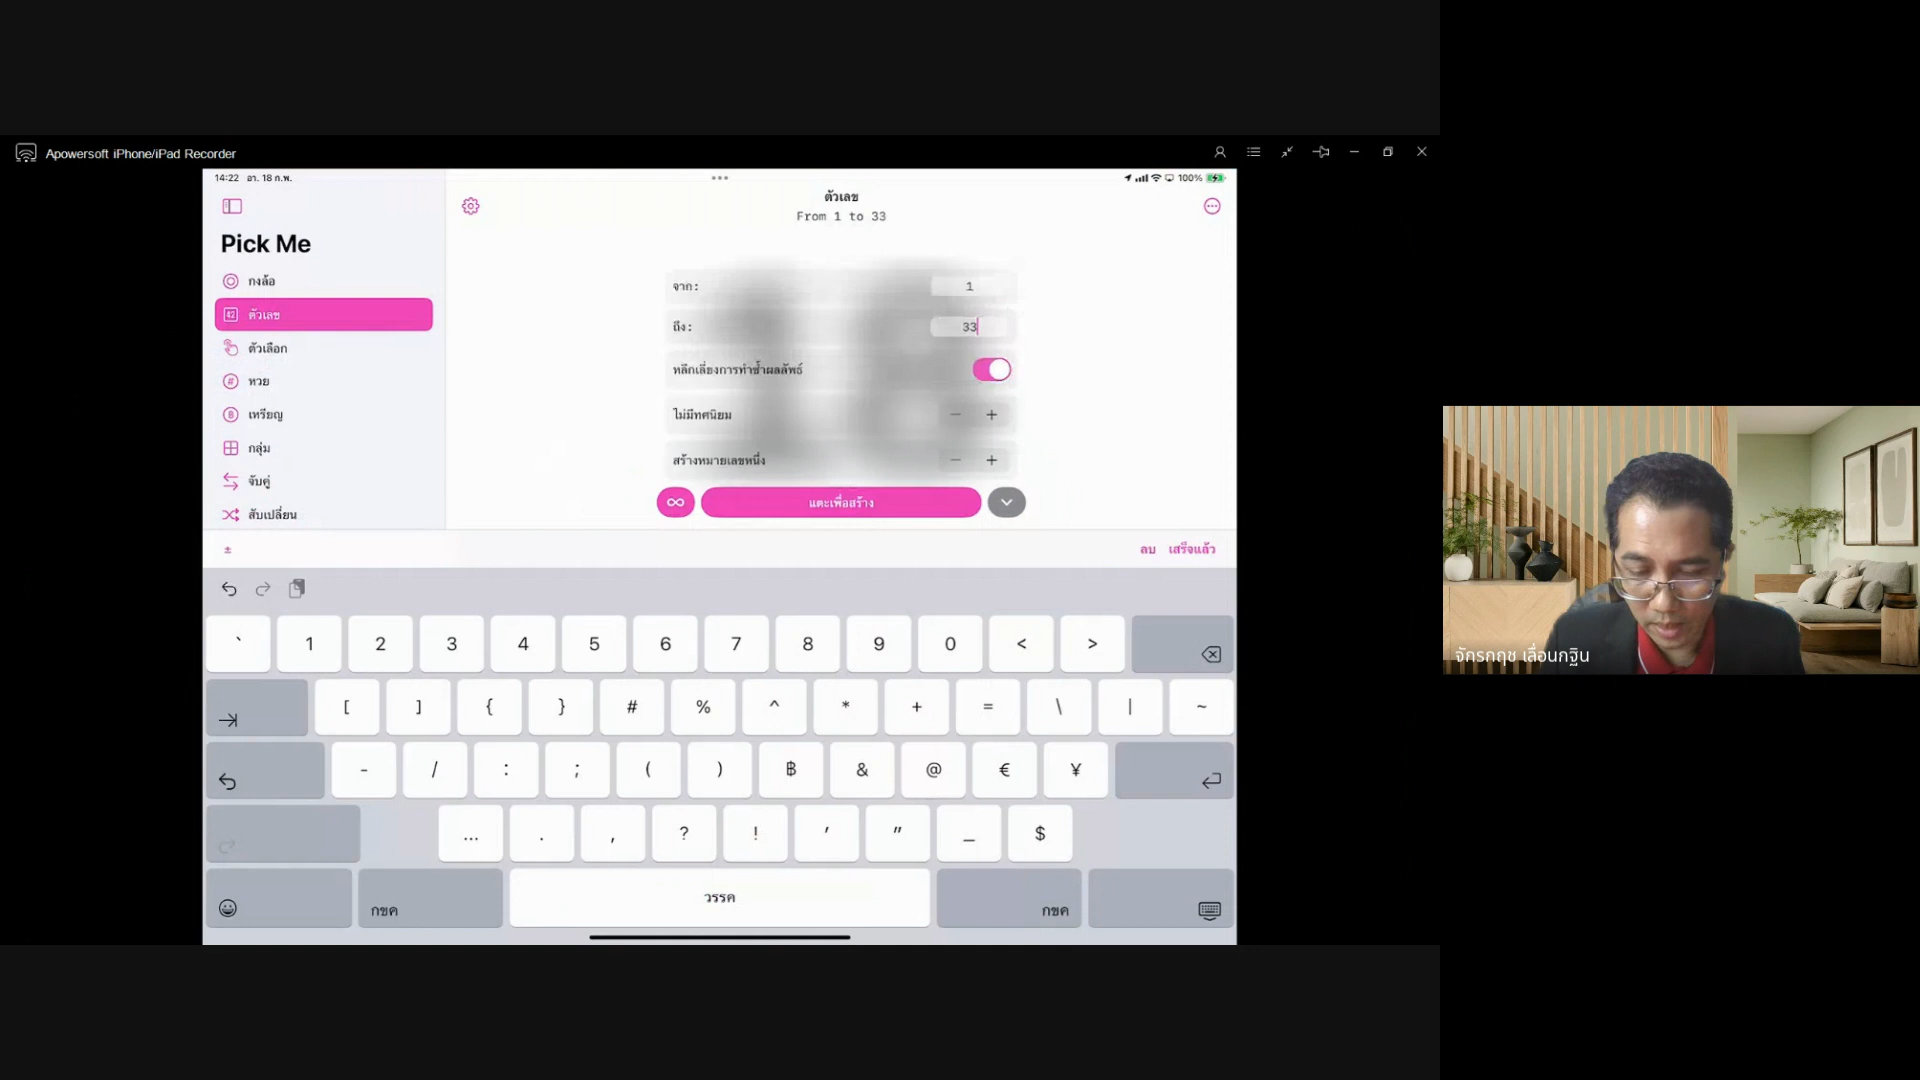 Apowersoft iPhone/iPad Recorder
14:22 อา. 18 ก.พ.
100%
ตัวเลข
From 1 to 33
Pick Me
กงล้อ
ตัวเลข
ตัวเลือก
หวย
เหรียญ
กลุ่ม
จับคู่
สับเปลี่ยน
จาก: 1
ถึง: 33
หลีกเลี่ยงการทำซ้ำผลลัพธ์
ไม่มีทศนิยม − +
สร้างหมายเลขหนึ่ง − +
แตะเพื่อสร้าง
± ลบ เสร็จแล้ว
` 1 2 3 4 5 6 7 8 9 0 < >
[ ] { } # % ^ * + = \ | ~
- / : ; ( ) ฿ & @ € ¥
... . , ? ! ' " _ $
กขค วรรค กขค
จักรกฤช เลื่อนกฐิน